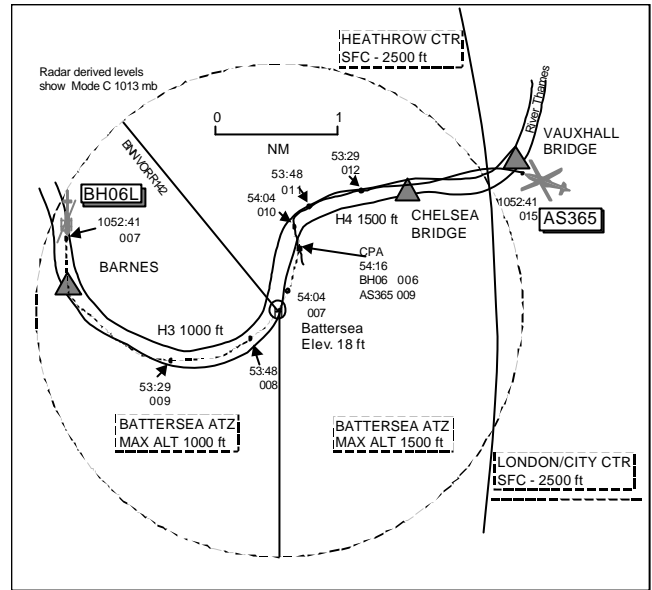 HEATHROW CTR
SFC - 2500 ft
Radar derived levels
show Mode C 1013 mb
River Thames
0 1
NM
VAUXHALL
BRIDGE
BNN VOR R142
53:29
012
53:48
011
54:04
010
BH06L
1052:41
007
H4 1500 ft
CHELSEA
BRIDGE
1052:41
015
AS365
BARNES
CPA
54:16
BH06 006
AS365 009
54:04
007
H3 1000 ft
Battersea
Elev. 18 ft
53:29
009
53:48
008
BATTERSEA ATZ
MAX ALT 1000 ft
BATTERSEA ATZ
MAX ALT 1500 ft
LONDON/CITY CTR
SFC - 2500 ft